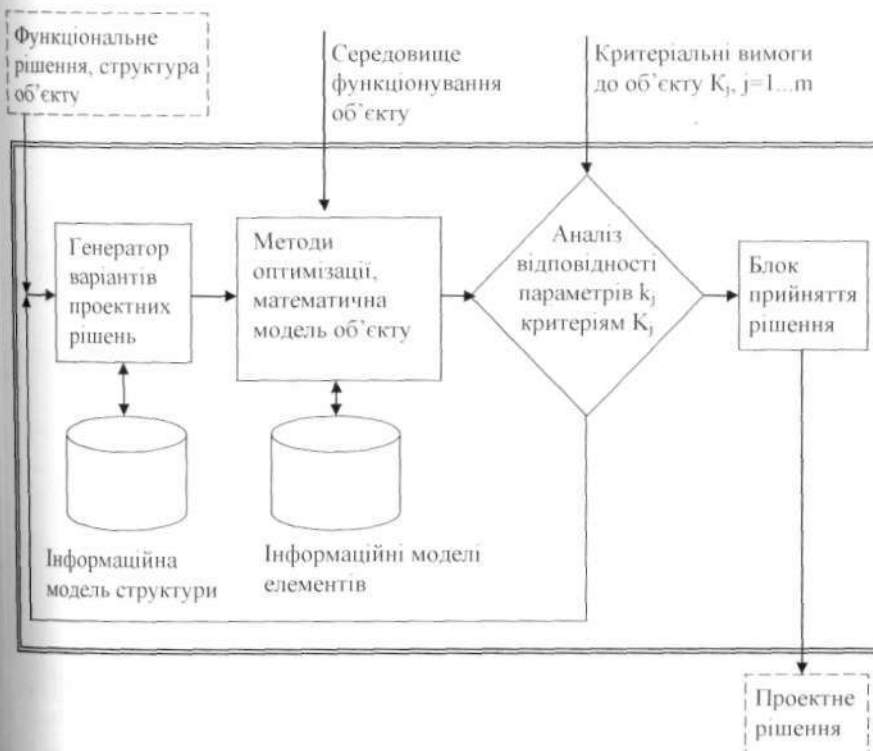 Функціональне
рішення, структура
об’єкту
Середовище
функціонування
об’єкту
Критеріальні вимоги
до об’єкту Kj, j=1...m
Генератор
варіантів
проектних
рішень
Методи
оптимізації,
математична
модель об’єкту
Аналіз
відповідності
параметрів kj
критеріям Kj
Блок
прийняття
рішення
Інформаційна
модель структури
Інформаційні моделі
елементів
Проектне
рішення